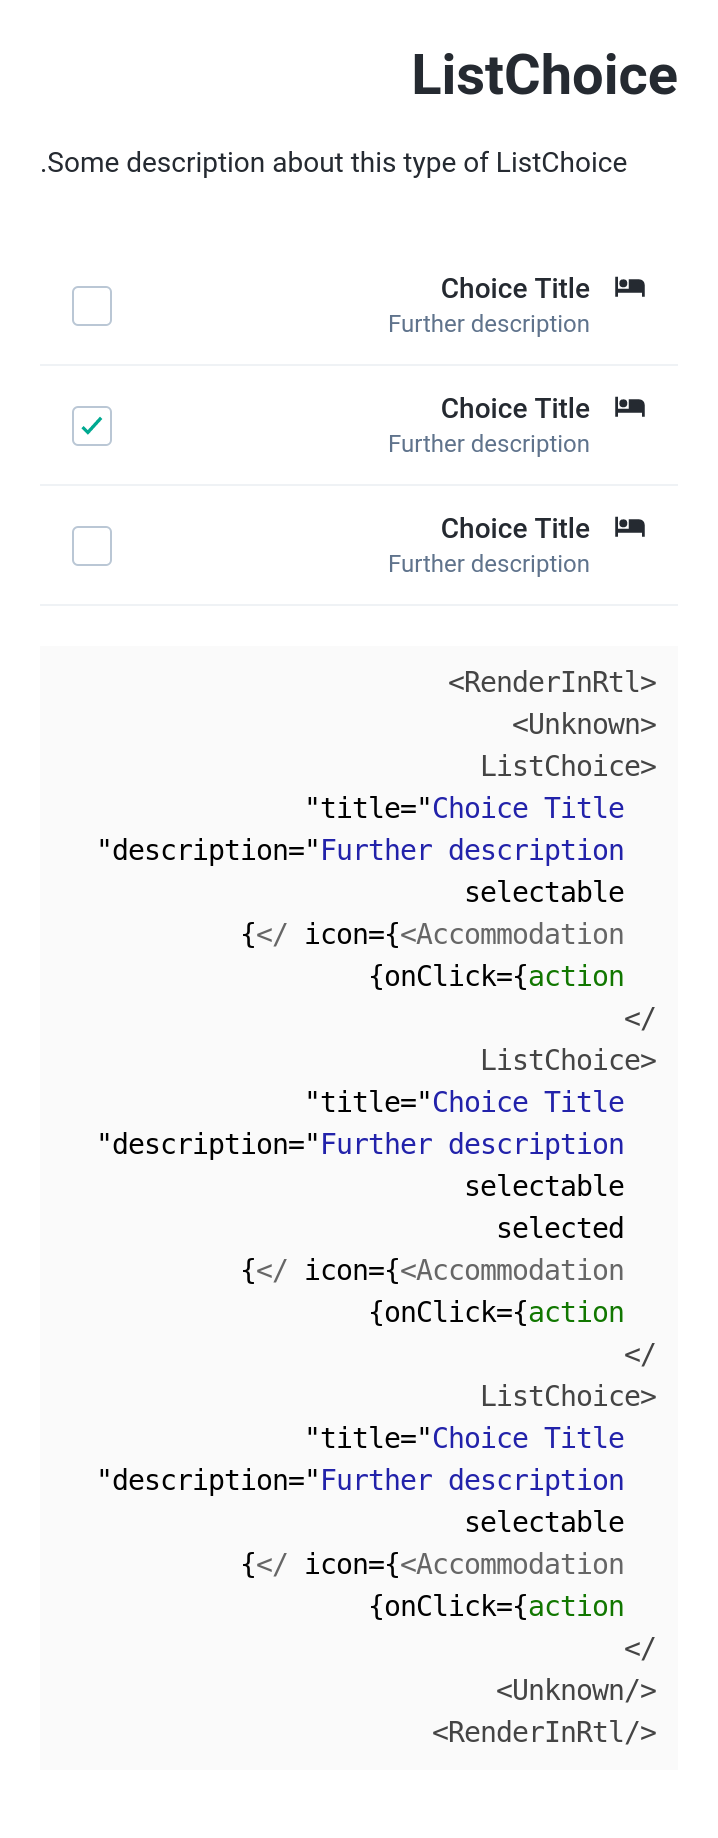 ListChoice
.Some description about this type of ListChoice
Choice Title
Further description
Choice Title
Further description
Choice Title
Further description
<RenderInRtl>
<Unknown>
ListChoice>
"title="Choice Title
"description="Further description
selectable
{</ icon={<Accommodation
{onClick={action
</
ListChoice>
"title="Choice Title
"description="Further description
selectable
selected
{</ icon={<Accommodation
{onClick={action
</
ListChoice>
"title="Choice Title
"description="Further description
selectable
{</ icon={<Accommodation
{onClick={action
</
<Unknown/>
<RenderInRtl/>